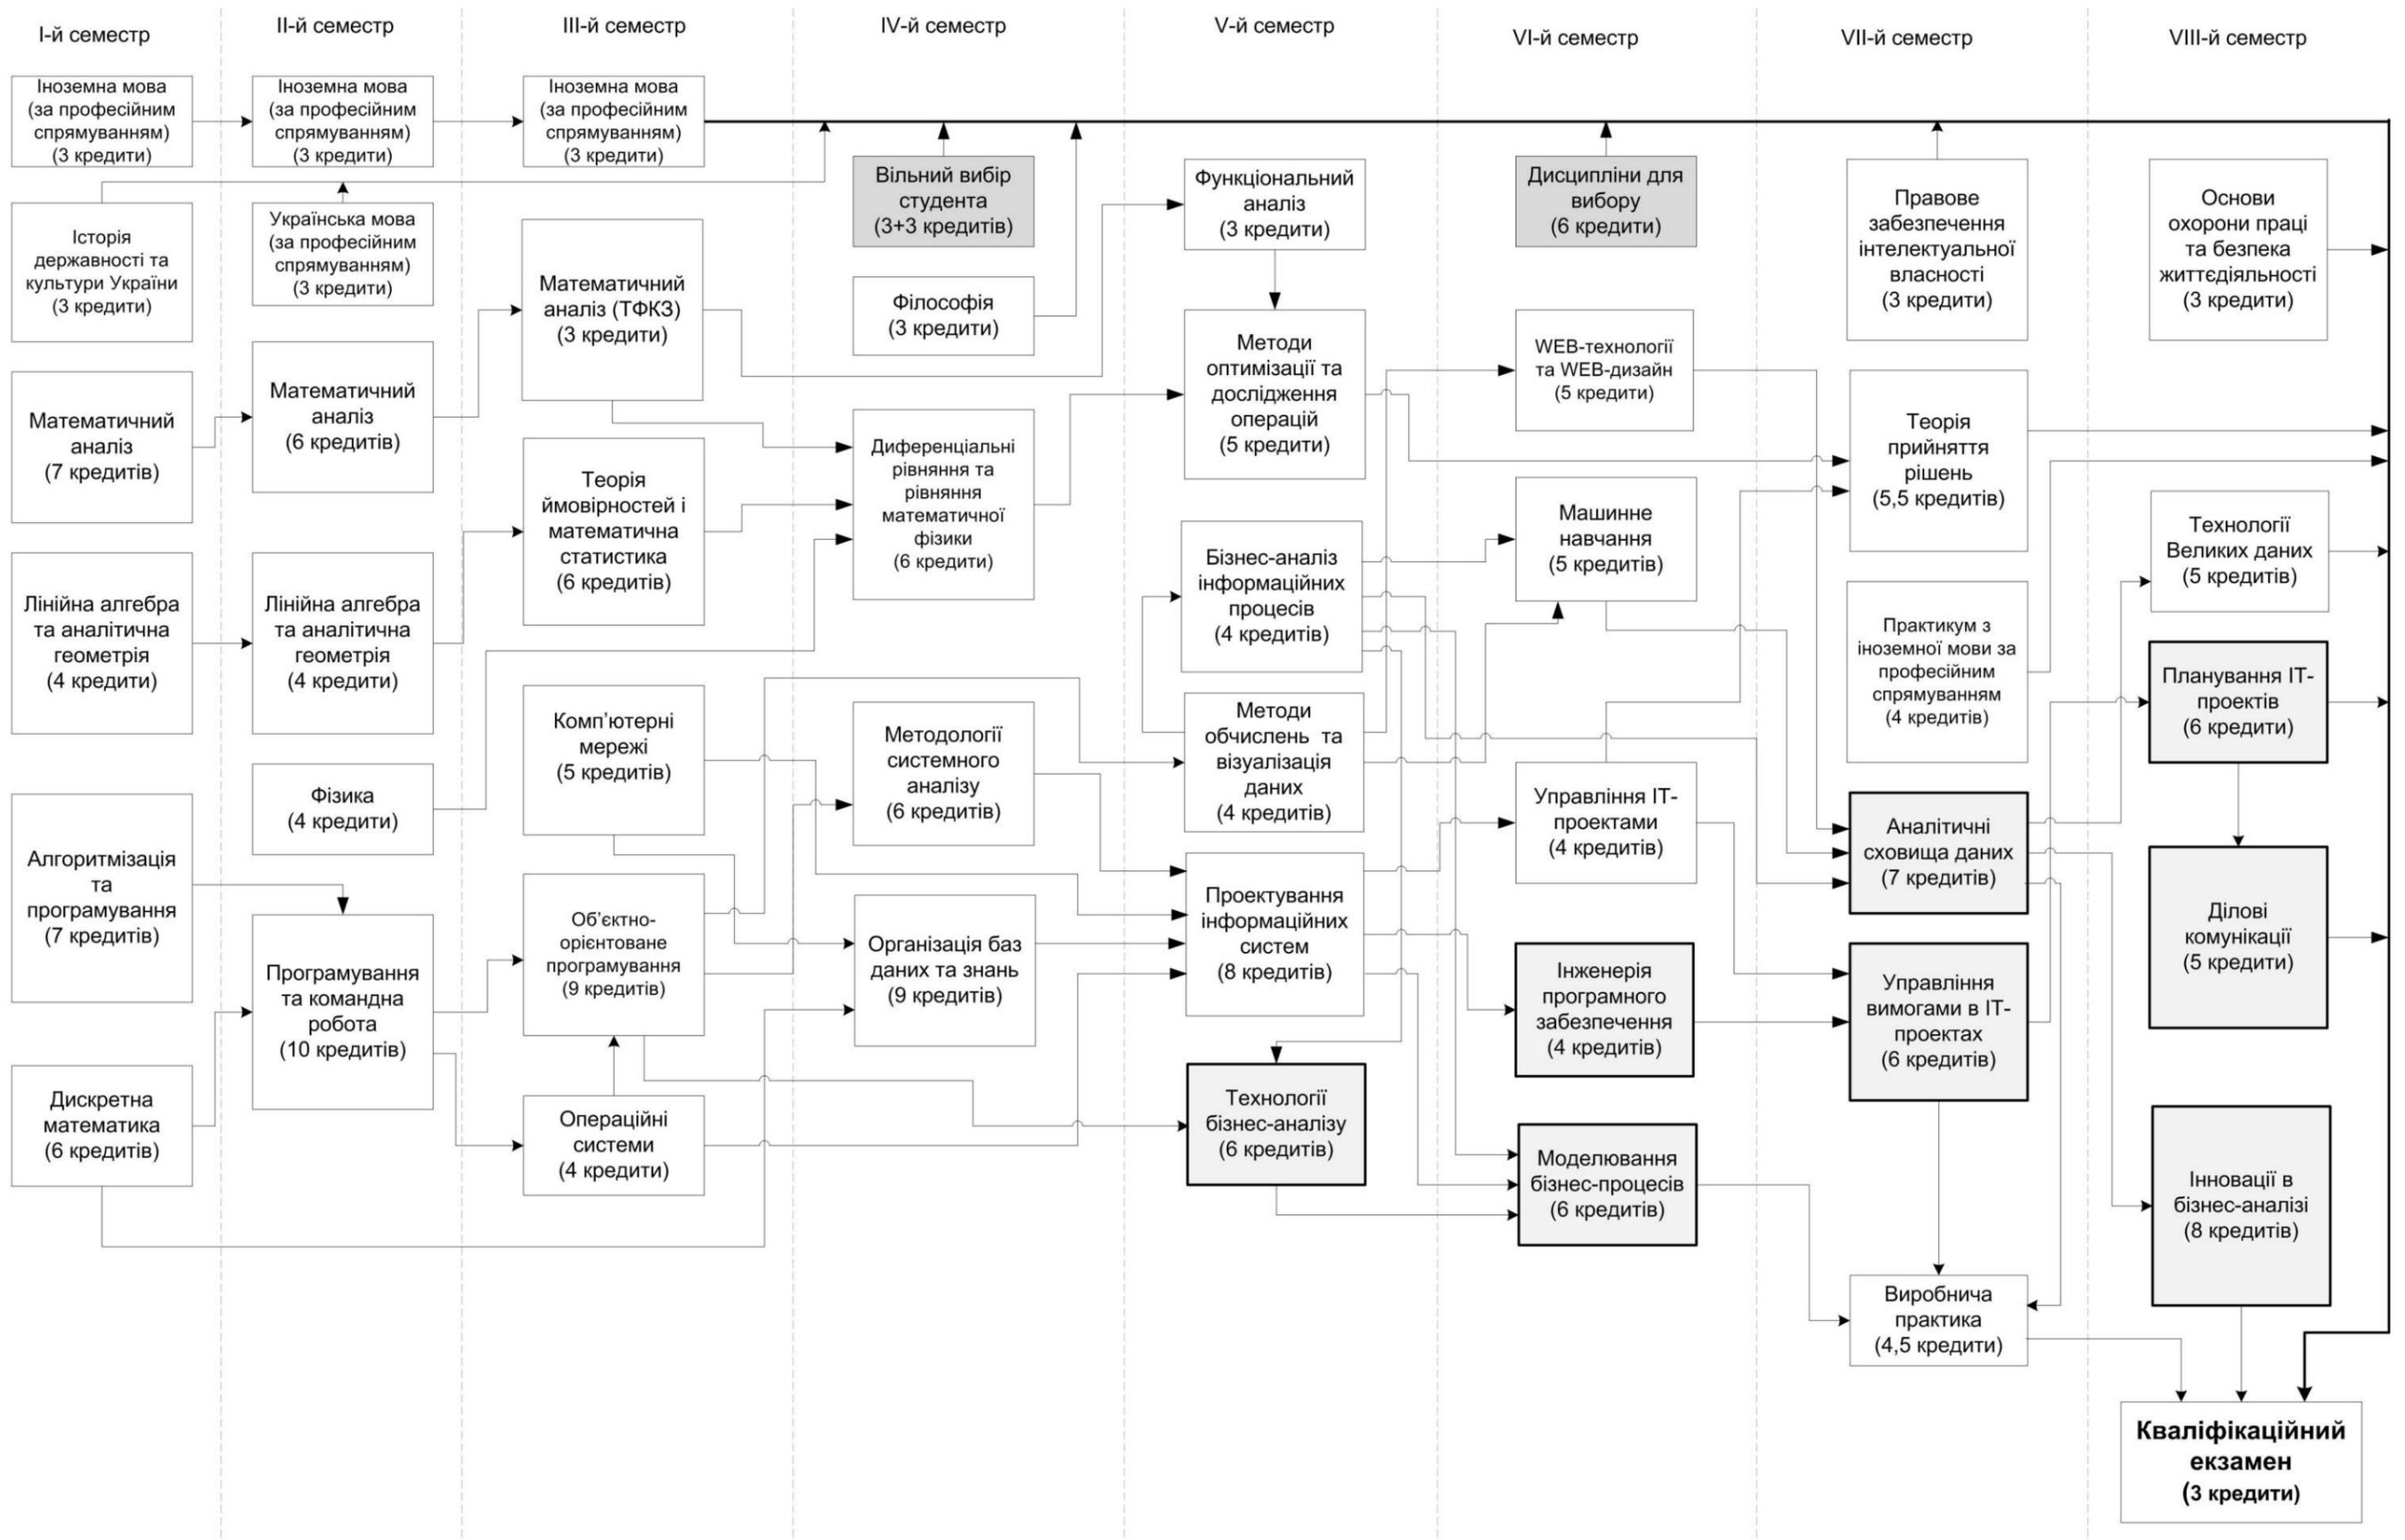 I-й семестр
II-й семестр
III-й семестр
IV-й семестр
V-й семестр
VI-й семестр
VII-й семестр
VIII-й семестр
Іноземна мова
(за професійним
спрямуванням)
(3 кредити)
Історія
державності та
культури України
(3 кредити)
Математичний
аналіз
(7 кредитів)
Лінійна алгебра
та аналітична
геометрія
(4 кредити)
Алгоритмізація
та
програмування
(7 кредитів)
Дискретна
математика
(6 кредитів)
Іноземна мова
(за професійним
спрямуванням)
(3 кредити)
Українська мова
(за професійним
спрямуванням)
(3 кредити)
Математичний
аналіз
(6 кредитів)
Лінійна алгебра
та аналітична
геометрія
(4 кредити)
Фізика
(4 кредити)
Програмування
та командна
робота
(10 кредитів)
Іноземна мова
(за професійним
спрямуванням)
(3 кредити)
Математичний
аналіз (ТФКЗ)
(3 кредити)
Теорія
ймовірностей і
математична
статистика
(6 кредитів)
Комп’ютерні
мережі
(5 кредитів)
Об’єктно-
орієнтоване
програмування
(9 кредитів)
Операційні
системи
(4 кредити)
Вільний вибір
студента
(3+3 кредитів)
Філософія
(3 кредити)
Диференціальні
рівняння та
рівняння
математичної
фізики
(6 кредити)
Методології
системного
аналізу
(6 кредитів)
Організація баз
даних та знань
(9 кредитів)
Функціональний
аналіз
(3 кредити)
Методи
оптимізації та
дослідження
операцій
(5 кредити)
Бізнес-аналіз
інформаційних
процесів
(4 кредитів)
Методи
обчислень та
візуалізація
даних
(4 кредитів)
Проектування
інформаційних
систем
(8 кредитів)
Технології
бізнес-аналізу
(6 кредитів)
Дисципліни для
вибору
(6 кредити)
WEB-технології
та WEB-дизайн
(5 кредити)
Машинне
навчання
(5 кредитів)
Управління ІТ-
проектами
(4 кредитів)
Інженерія
програмного
забезпечення
(4 кредитів)
Моделювання
бізнес-процесів
(6 кредитів)
Правове
забезпечення
інтелектуальної
власності
(3 кредити)
Теорія
прийняття
рішень
(5,5 кредитів)
Практикум з
іноземної мови за
професійним
спрямуванням
(4 кредитів)
Аналітичні
сховища даних
(7 кредитів)
Управління
вимогами в ІТ-
проектах
(6 кредитів)
Виробнича
практика
(4,5 кредити)
Основи
охорони праці
та безпека
життєдіяльності
(3 кредити)
Технології
Великих даних
(5 кредитів)
Планування ІТ-
проектів
(6 кредити)
Ділові
комунікації
(5 кредити)
Інновації в
бізнес-аналізі
(8 кредитів)
Кваліфікаційний
екзамен
(3 кредити)